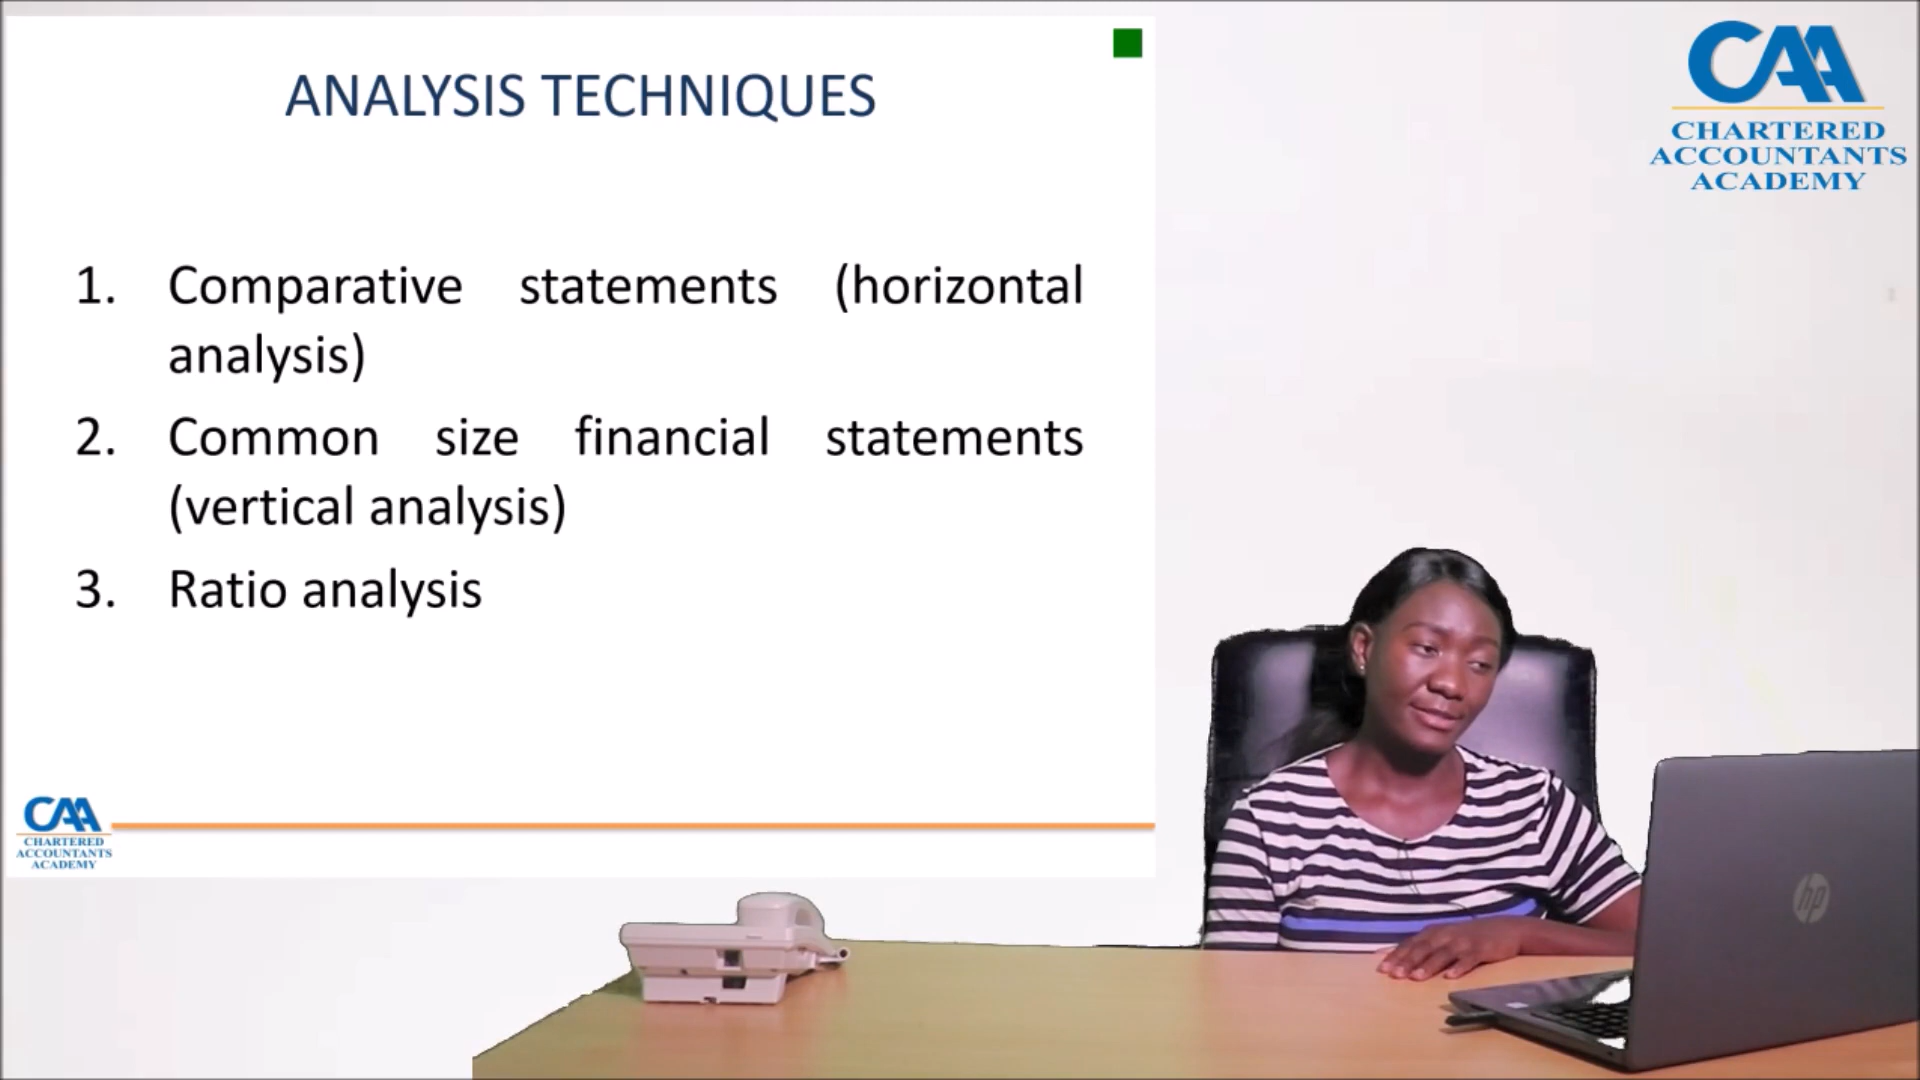 ANALYSIS TECHNIQUES
1. Comparative statements (horizontal
analysis)
2. Common size financial statements
(vertical analysis)
3. Ratio analysis
CAA
CHARTERED
ACCOUNTANTS
ACADEMY
CAA
CHARTERED
ACCOUNTANTS
ACADEMY
hp